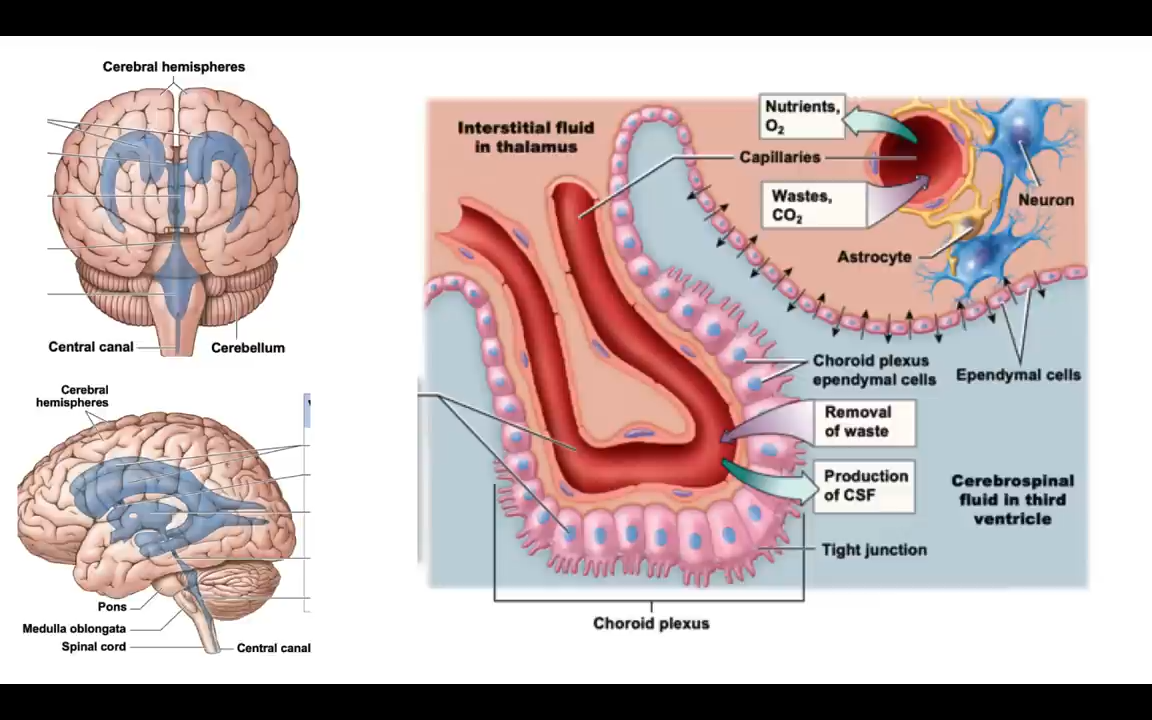 Cerebral hemispheres
Central canal
Cerebellum
Cerebral
hemispheres
Pons
Medulla oblongata
Spinal cord
Central canal
Interstitial fluid
in thalamus
Nutrients,
O₂
Capillaries
Wastes,
CO₂
Neuron
Astrocyte
Choroid plexus
ependymal cells
Ependymal cells
Removal
of waste
Production
of CSF
Cerebrospinal
fluid in third
ventricle
Tight junction
Choroid plexus